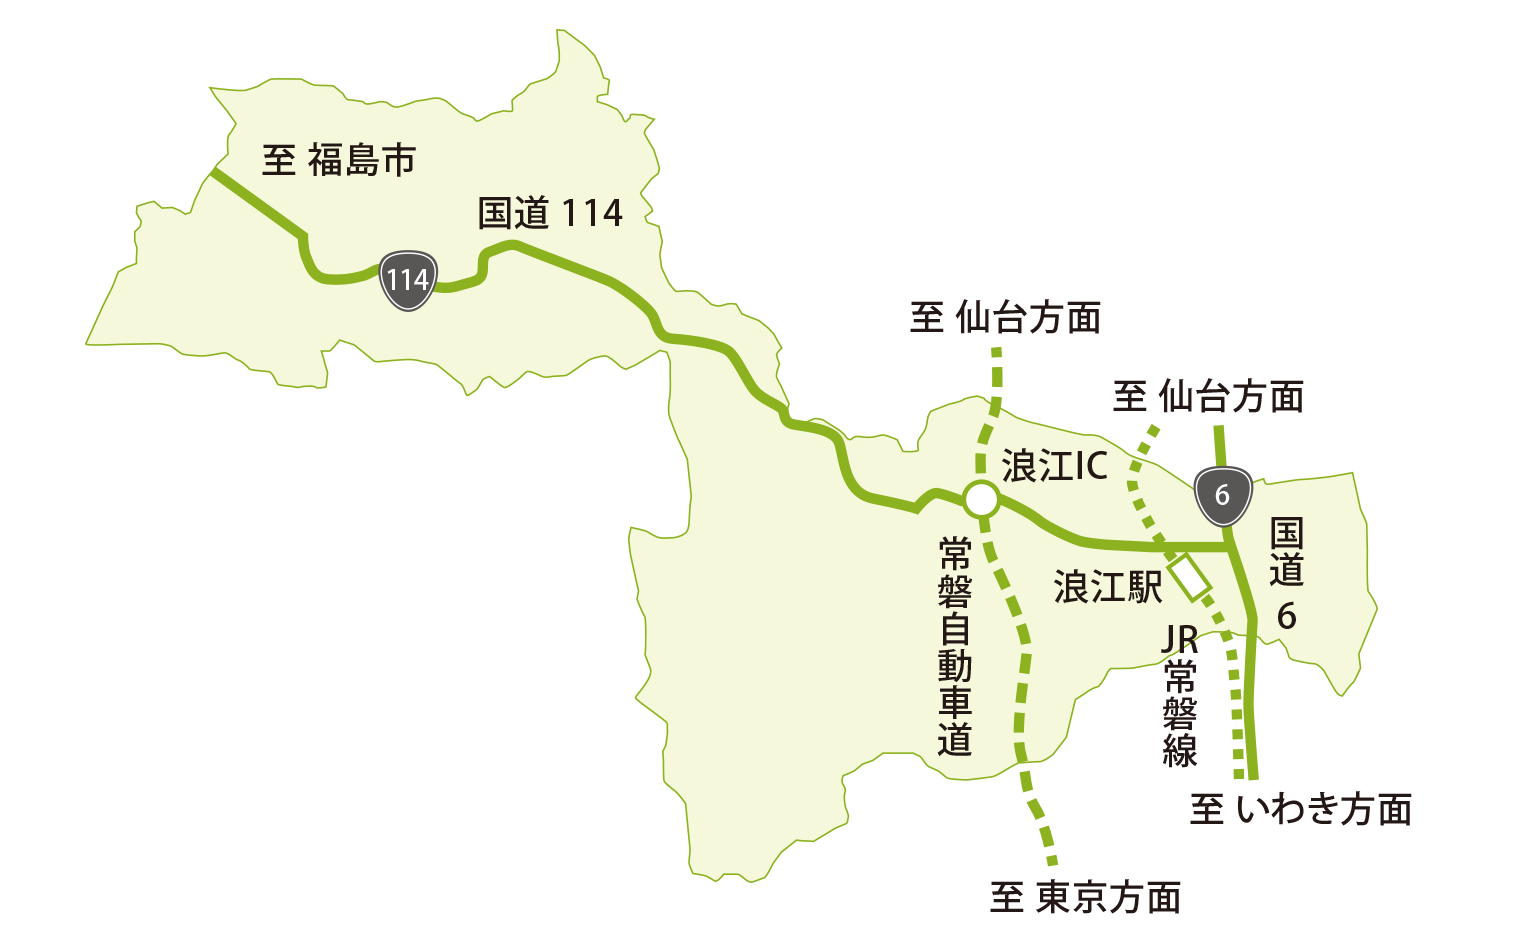 至 福島市
国道 114
114
至 仙台方面
至 仙台方面
浪江IC
6
国道6
常磐自動車道
浪江駅
JR常磐線
至 いわき方面
至 東京方面